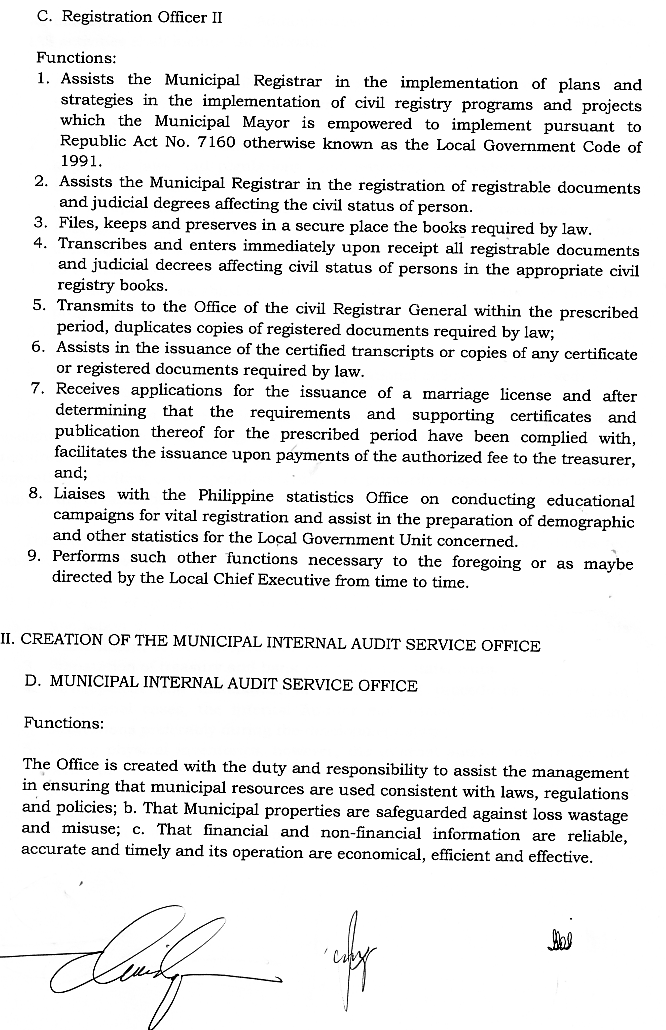 C. Registration Officer II
Functions:
1. Assists the Municipal Registrar in the implementation of plans and
strategies in the implementation of civil registry programs and projects
which the Municipal Mayor is empowered to implement pursuant to
Republic Act No. 7160 otherwise known as the Local Government Code of
1991.
2. Assists the Municipal Registrar in the registration of registrable documents
and judicial degrees affecting the civil status of person.
3. Files, keeps and preserves in a secure place the books required by law.
4. Transcribes and enters immediately upon receipt all registrable documents
and judicial decrees affecting civil status of persons in the appropriate civil
registry books.
5. Transmits to the Office of the civil Registrar General within the prescribed
period, duplicates copies of registered documents required by law;
6. Assists in the issuance of the certified transcripts or copies of any certificate
or registered documents required by law.
7. Receives applications for the issuance of a marriage license and after
determining that the requirements and supporting certificates and
publication thereof for the prescribed period have been complied with,
facilitates the issuance upon payments of the authorized fee to the treasurer,
and;
8. Liaises with the Philippine statistics Office on conducting educational
campaigns for vital registration and assist in the preparation of demographic
and other statistics for the Local Government Unit concerned.
9. Performs such other functions necessary to the foregoing or as maybe
directed by the Local Chief Executive from time to time.
II. CREATION OF THE MUNICIPAL INTERNAL AUDIT SERVICE OFFICE
D. MUNICIPAL INTERNAL AUDIT SERVICE OFFICE
Functions:
The Office is created with the duty and responsibility to assist the management
in ensuring that municipal resources are used consistent with laws, regulations
and policies; b. That Municipal properties are safeguarded against loss wastage
and misuse; c. That financial and non-financial information are reliable,
accurate and timely and its operation are economical, efficient and effective.